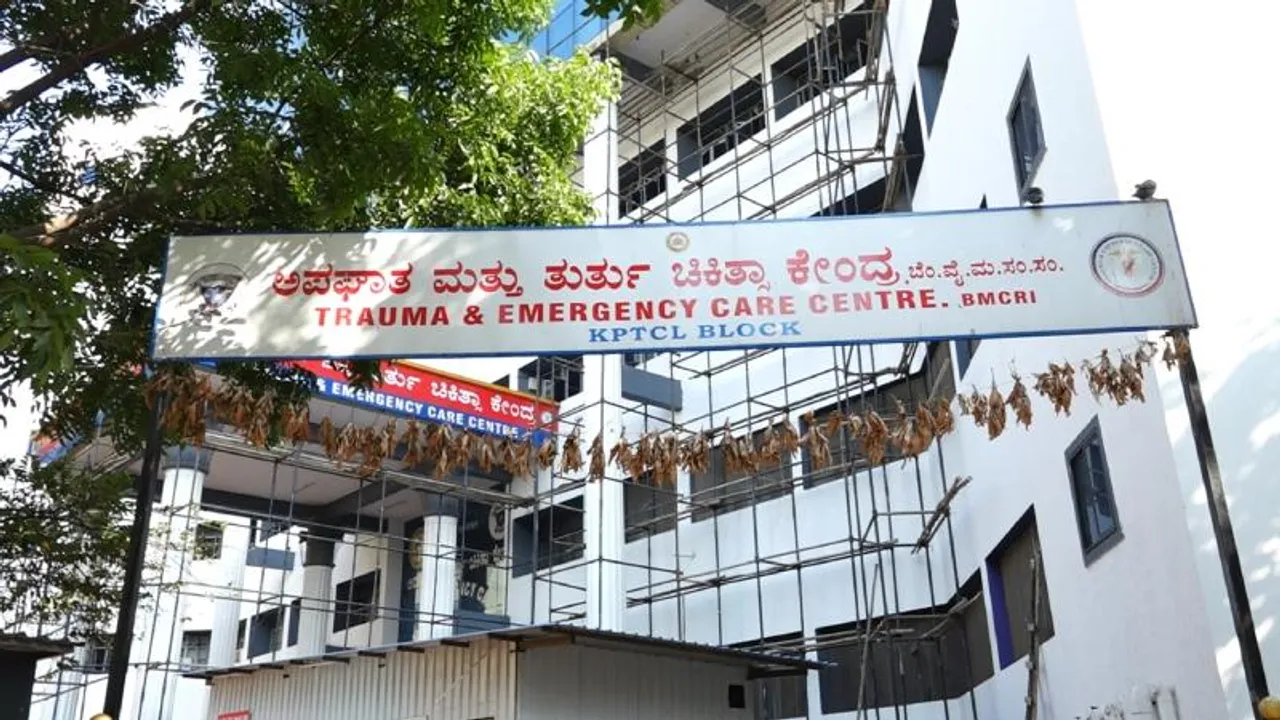 ಅಪಘಾತ ಮತ್ತು ತುರ್ತು ಚಿಕಿತ್ಸಾ ಕೇಂದ್ರ, ಬೆಂ.ವೈ.ಮ.ಸಂ.ಸಂ.
TRAUMA & EMERGENCY CARE CENTRE. BMCRI
KPTCL BLOCK
ತುರ್ತು ಚಿಕಿತ್ಸಾ ಕೇಂದ್ರ
& EMERGENCY CARE CENTRE